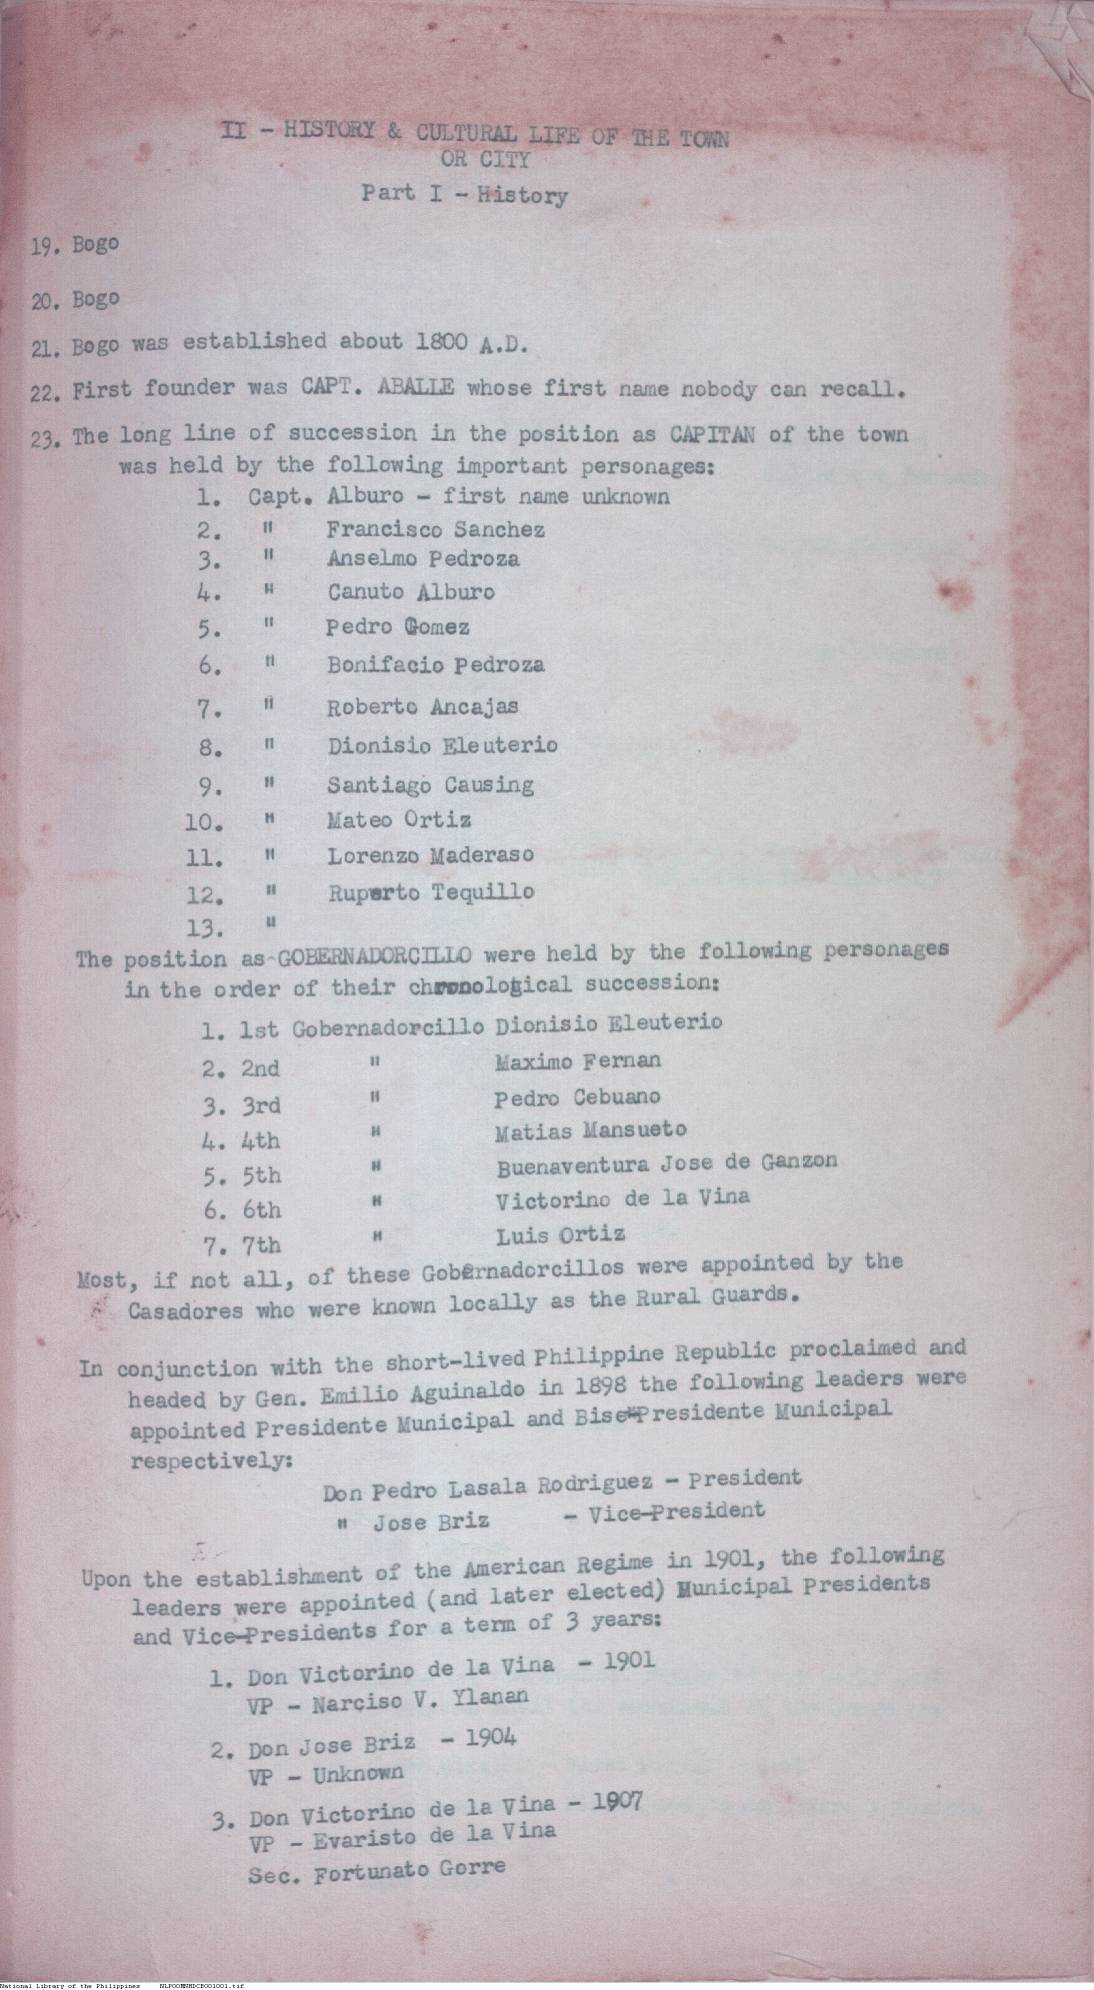 II - HISTORY & CULTURAL LIFE OF THE TOWN
OR CITY
Part I - History
19. Bogo
20. Bogo
21. Bogo was established about 1800 A.D.
22. First founder was CAPT. ABALLE whose first name nobody can recall.
23. The long line of succession in the position as CAPITAN of the town
was held by the following important personages:
1. Capt. Alburo - first name unknown
2. " Francisco Sanchez
3. " Anselmo Pedroza
4. " Canuto Alburo
5. " Pedro Gomez
6. " Bonifacio Pedroza
7. " Roberto Ancajas
8. " Dionisio Eleuterio
9. " Santiago Causing
10. " Mateo Ortiz
11. " Lorenzo Maderaso
12. " Ruperto Tequillo
13. "
The position as GOBERNADORCILLO were held by the following personages
in the order of their chronological succession:
1. 1st Gobernadorcillo Dionisio Eleuterio
2. 2nd " Maximo Fernan
3. 3rd " Pedro Cebuano
4. 4th " Matias Mansueto
5. 5th " Buenaventura Jose de Ganzon
6. 6th " Victorino de la Vina
7. 7th " Luis Ortiz
Most, if not all, of these Gobernadorcillos were appointed by the
Casadores who were known locally as the Rural Guards.
In conjunction with the short-lived Philippine Republic proclaimed and
headed by Gen. Emilio Aguinaldo in 1898 the following leaders were
appointed Presidente Municipal and Bise-Presidente Municipal
respectively:
Don Pedro Lasala Rodriguez - President
" Jose Briz - Vice-President
Upon the establishment of the American Regime in 1901, the following
leaders were appointed (and later elected) Municipal Presidents
and Vice-Presidents for a term of 3 years:
1. Don Victorino de la Vina - 1901
VP - Narciso V. Ylanan
2. Don Jose Briz - 1904
VP - Unknown
3. Don Victorino de la Vina - 1907
VP - Evaristo de la Vina
Sec. Fortunato Gorre
National Library of the Philippines NLPOOMNHDCB001001.tif